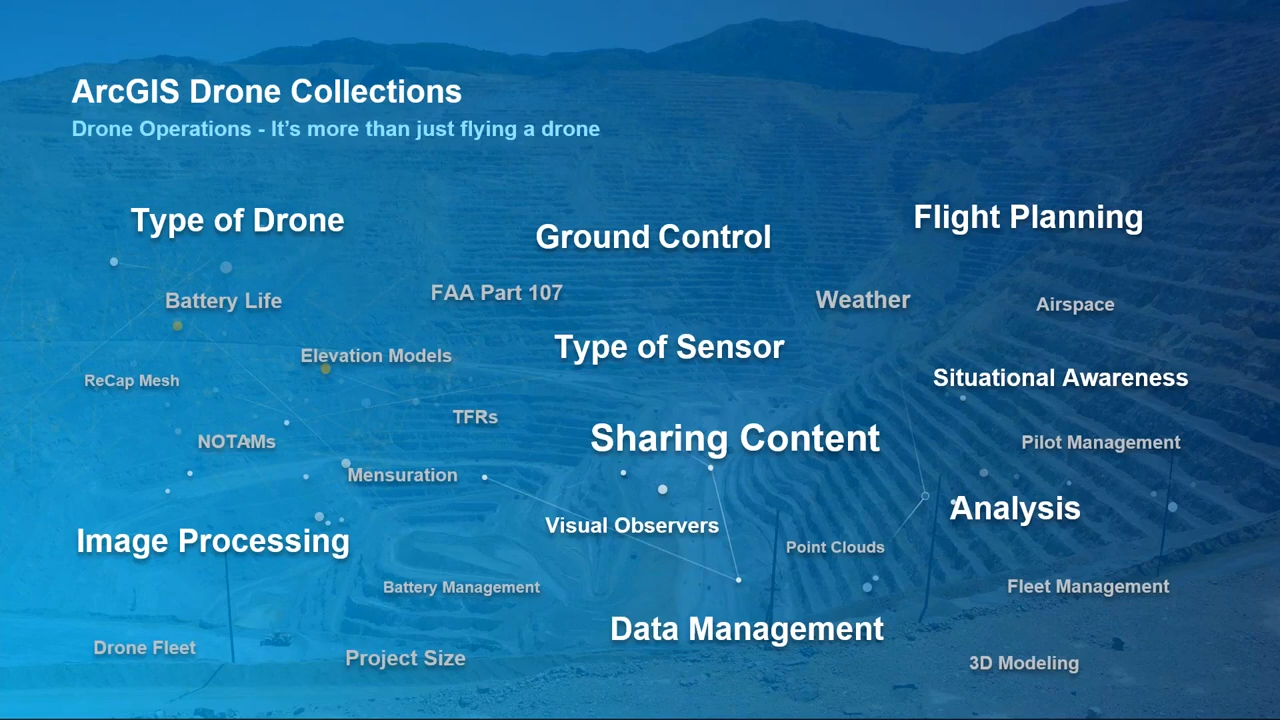 ArcGIS Drone Collections
Drone Operations - It’s more than just flying a drone
Type of Drone
Ground Control
Flight Planning
Battery Life
FAA Part 107
Weather
Airspace
Elevation Models
Type of Sensor
ReCap Mesh
Situational Awareness
TFRs
NOTAMs
Sharing Content
Pilot Management
Mensuration
Analysis
Image Processing
Visual Observers
Point Clouds
Battery Management
Fleet Management
Data Management
Drone Fleet
Project Size
3D Modeling